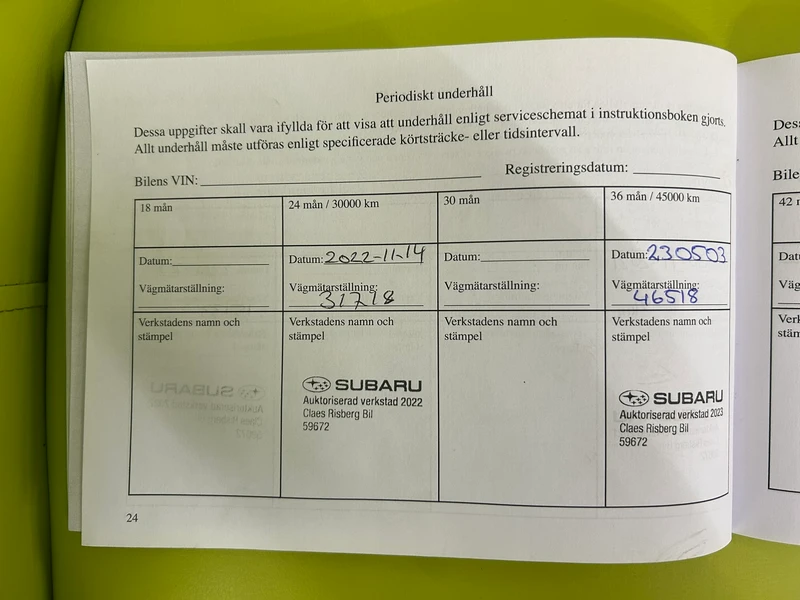 Periodiskt underhåll
Dessa uppgifter skall vara ifyllda för att visa att underhåll enligt serviceschemat i instruktionsboken gjorts.
Allt underhåll måste utföras enligt specificerade körtsträcke- eller tidsintervall.
Bilens VIN: Registreringsdatum:
18 mån
Datum:
Vägmätarställning:
Verkstadens namn och
stämpel
24 mån / 30000 km
Datum: 2022-11-14
Vägmätarställning:
31718
Verkstadens namn och
stämpel
SUBARU
Auktoriserad verkstad 2022
Claes Risberg Bil
59672
30 mån
Datum:
Vägmätarställning:
Verkstadens namn och
stämpel
36 mån / 45000 km
Datum: 230503
Vägmätarställning:
46518
Verkstadens namn och
stämpel
SUBARU
Auktoriserad verkstad 2023
Claes Risberg Bil
59672
24
Allt
42